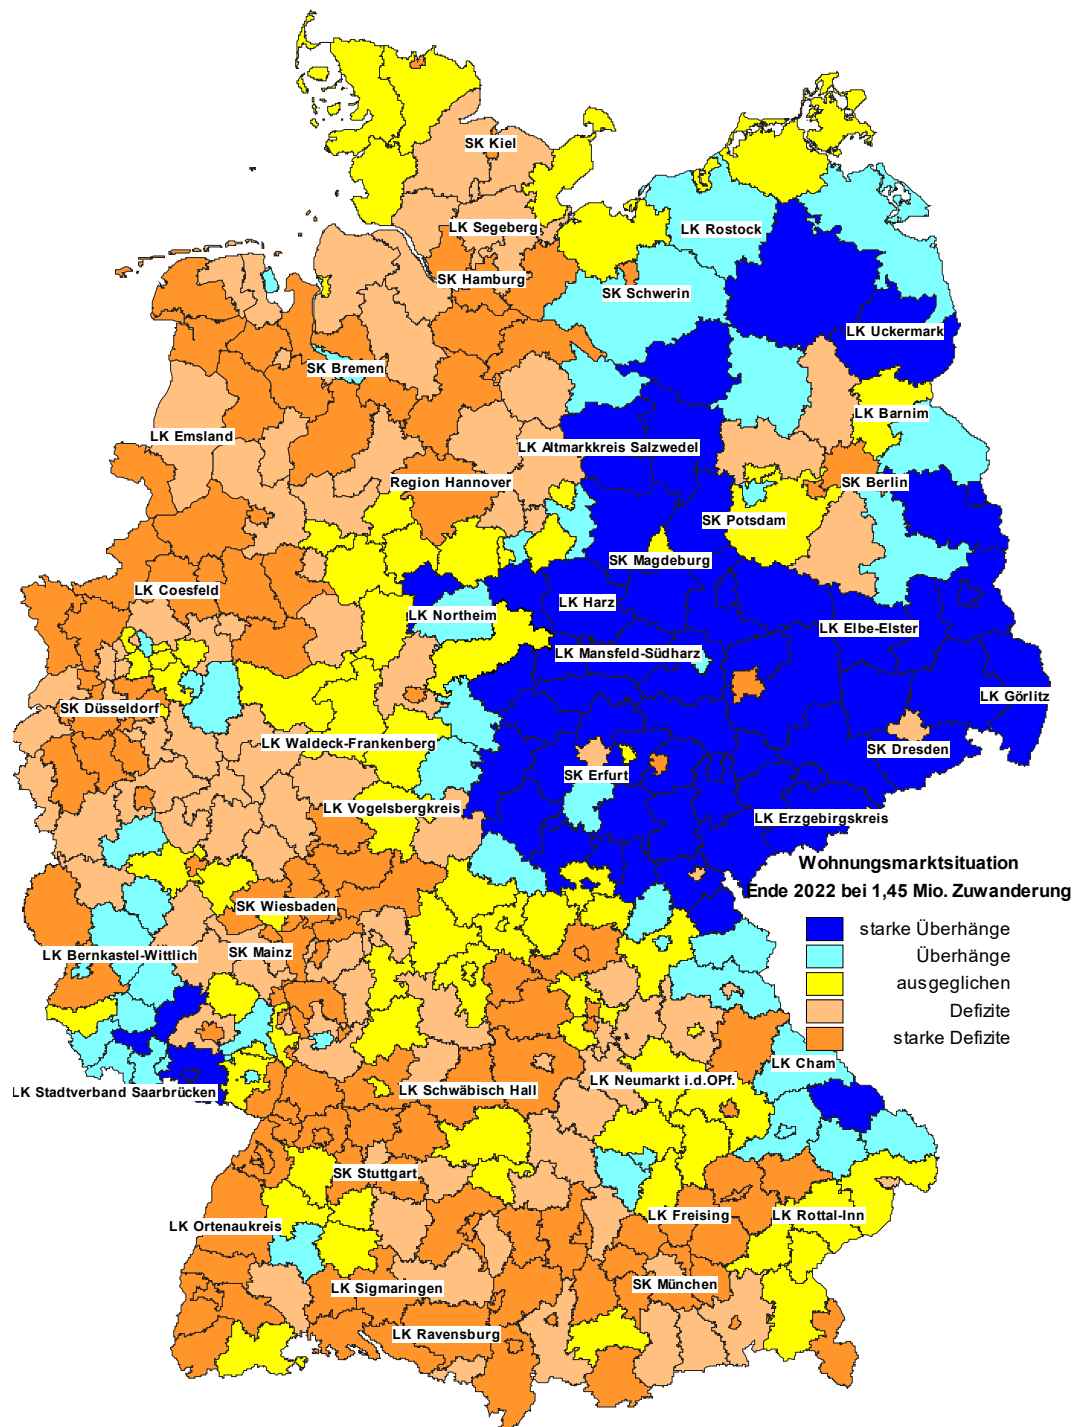 SK Kiel
LK Segeberg
LK Rostock
SK Hamburg
SK Schwerin
LK Uckermark
SK Bremen
LK Barnim
LK Emsland
LK Altmarkkreis Salzwedel
Region Hannover
SK Berlin
SK Potsdam
SK Magdeburg
LK Coesfeld
LK Harz
LK Northeim
LK Elbe-Elster
LK Mansfeld-Südharz
LK Görlitz
SK Düsseldorf
LK Waldeck-Frankenberg
SK Dresden
SK Erfurt
LK Vogelsbergkreis
LK Erzgebirgskreis
Wohnungsmarktsituation
Ende 2022 bei 1,45 Mio. Zuwanderung
starke Überhänge
Überhänge
ausgeglichen
Defizite
starke Defizite
SK Wiesbaden
LK Bernkastel-Wittlich
SK Mainz
LK Cham
LK Stadtverband Saarbrücken
LK Schwäbisch Hall
LK Neumarkt i.d.OPf.
SK Stuttgart
LK Freising
LK Rottal-Inn
LK Ortenaukreis
LK Sigmaringen
SK München
LK Ravensburg